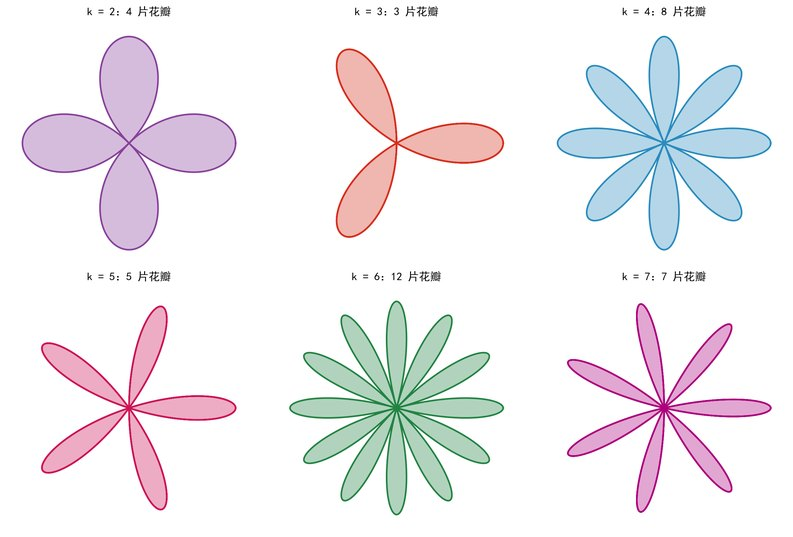 k = 2: 4 片花瓣
k = 3: 3 片花瓣
k = 4: 8 片花瓣
k = 5: 5 片花瓣
k = 6: 12 片花瓣
k = 7: 7 片花瓣